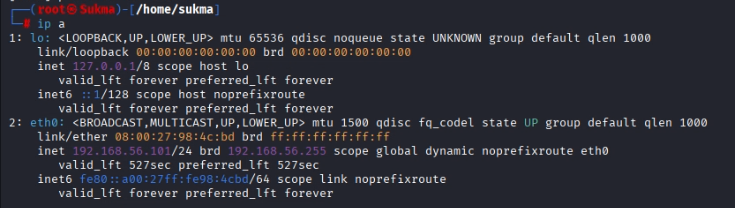 ┌──(root㉿Sukma)-[/home/sukma]
└─# ip a
1: lo: <LOOPBACK,UP,LOWER_UP> mtu 65536 qdisc noqueue state UNKNOWN group default qlen 1000
    link/loopback 00:00:00:00:00:00 brd 00:00:00:00:00:00
    inet 127.0.0.1/8 scope host lo
       valid_lft forever preferred_lft forever
    inet6 ::1/128 scope host noprefixroute
       valid_lft forever preferred_lft forever
2: eth0: <BROADCAST,MULTICAST,UP,LOWER_UP> mtu 1500 qdisc fq_codel state UP group default qlen 1000
    link/ether 08:00:27:98:4c:bd brd ff:ff:ff:ff:ff:ff
    inet 192.168.56.101/24 brd 192.168.56.255 scope global dynamic noprefixroute eth0
       valid_lft 527sec preferred_lft 527sec
    inet6 fe80::a00:27ff:fe98:4cbd/64 scope link noprefixroute
       valid_lft forever preferred_lft forever